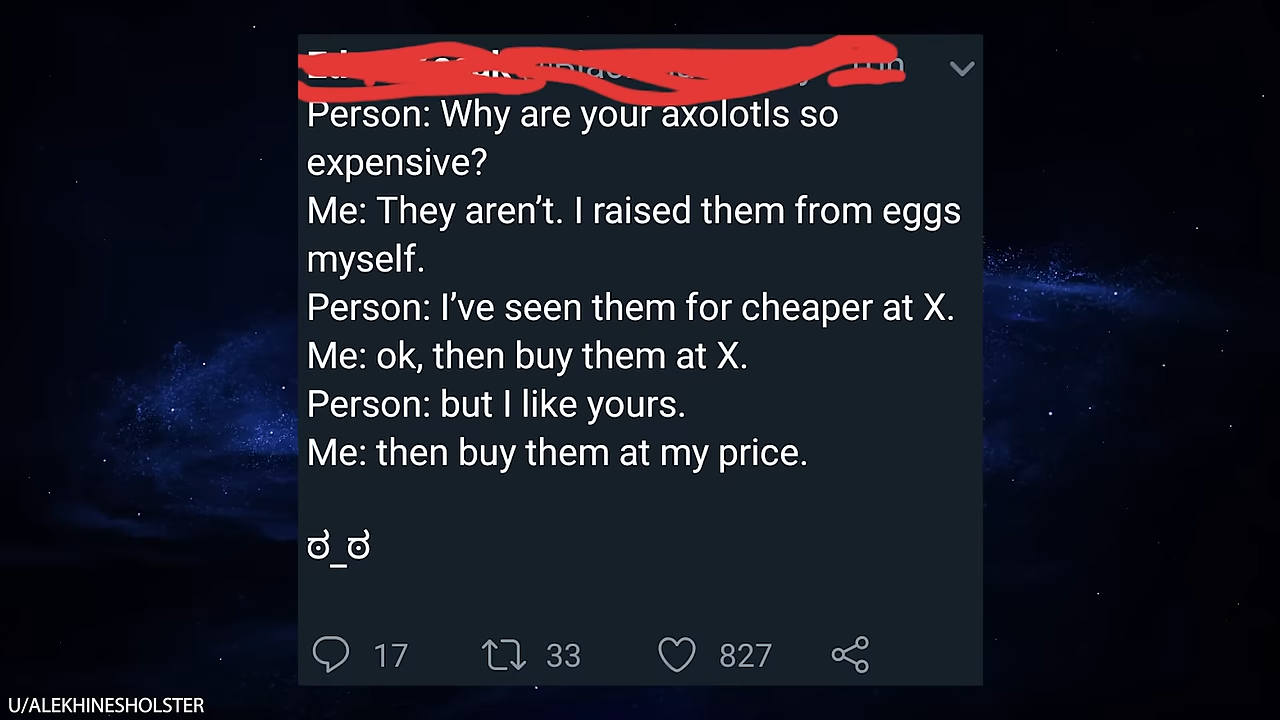 Person: Why are your axolotls so
expensive?
Me: They aren’t. I raised them from eggs
myself.
Person: I’ve seen them for cheaper at X.
Me: ok, then buy them at X.
Person: but I like yours.
Me: then buy them at my price.
ಠ_ಠ
17 33 827
U/ALEKHINESHOLSTER